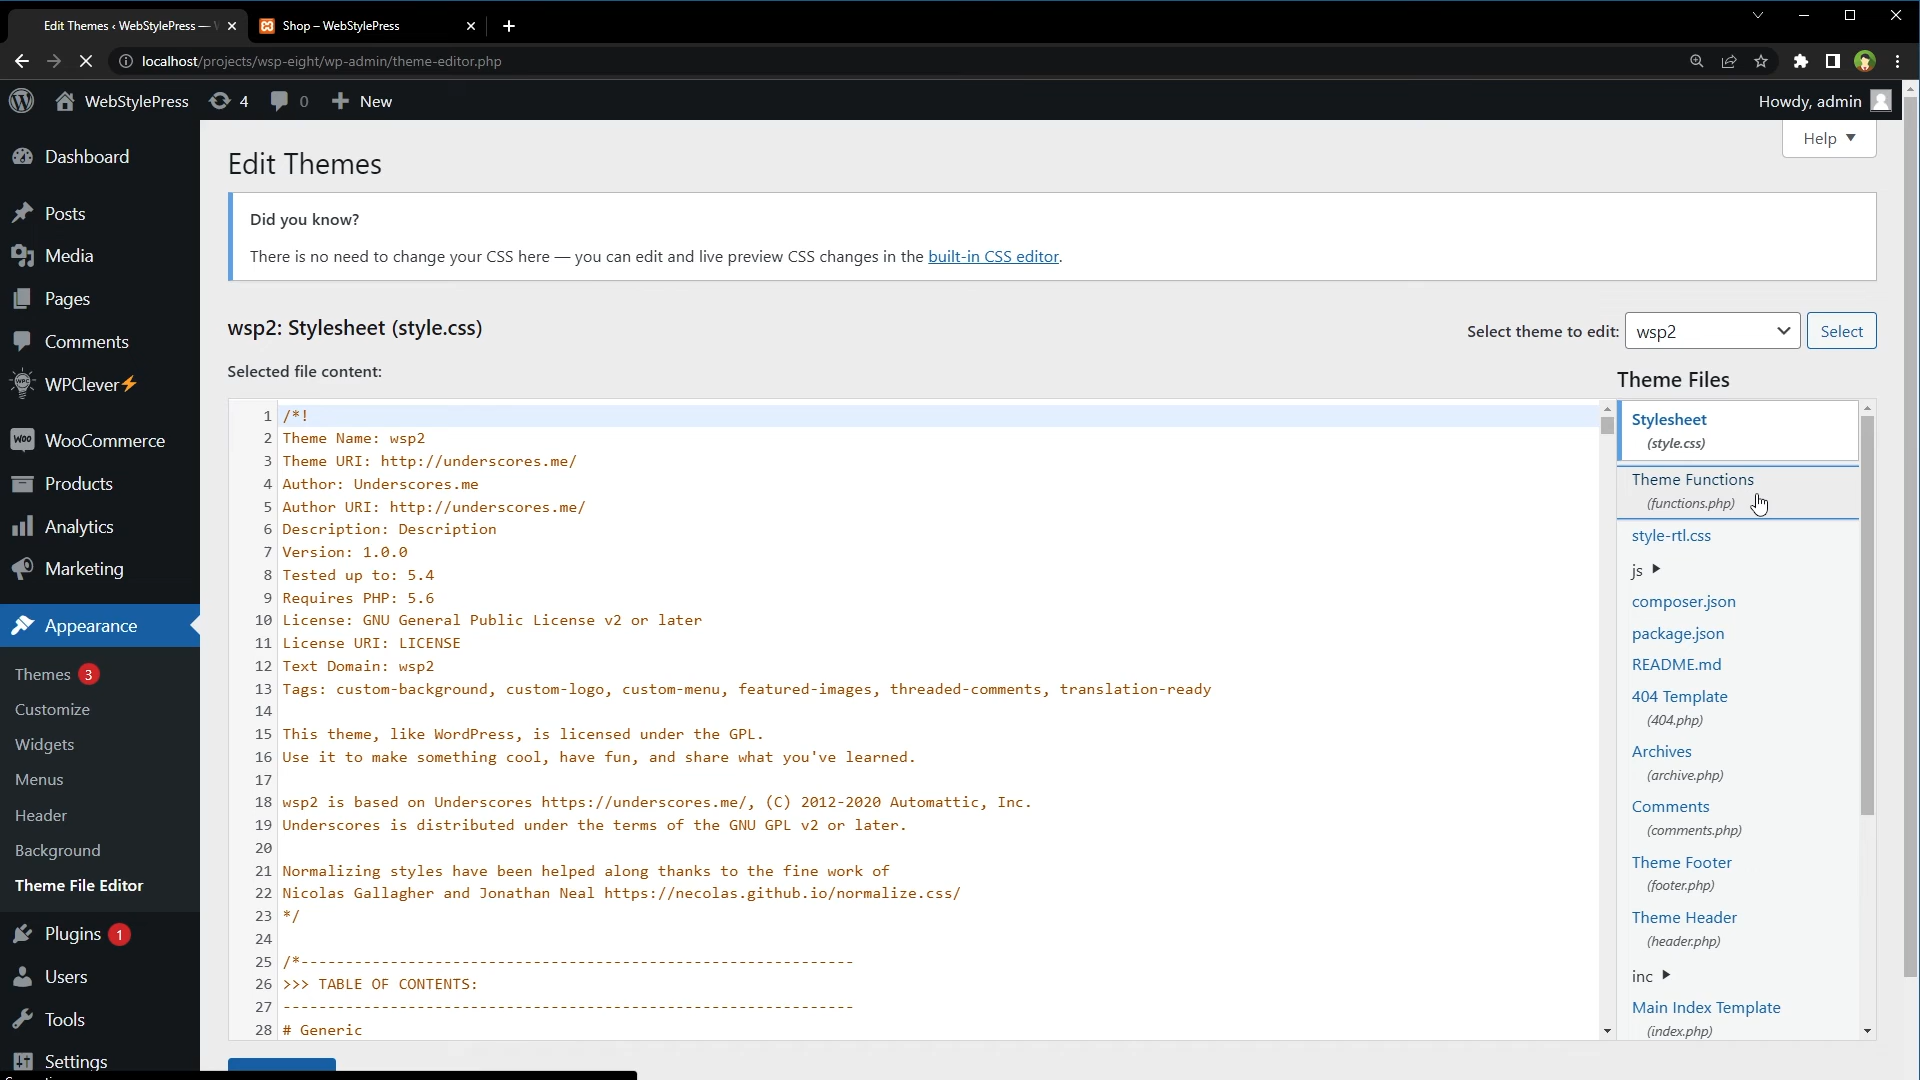 Edit Themes ‹ WebStylePress —
Shop – WebStylePress
localhost/projects/wsp-eight/wp-admin/theme-editor.php
WebStylePress
4
0
New
Howdy, admin
Help
Dashboard
Posts
Media
Pages
Comments
WPClever⚡
WooCommerce
Products
Analytics
Marketing
Appearance
Themes 3
Customize
Widgets
Menus
Header
Background
Theme File Editor
Plugins 1
Users
Tools
Settings
Edit Themes
Did you know?
There is no need to change your CSS here — you can edit and live preview CSS changes in the built-in CSS editor.
wsp2: Stylesheet (style.css)
Select theme to edit: wsp2 Select
Selected file content:
1 /*!
2 Theme Name: wsp2
3 Theme URI: http://underscores.me/
4 Author: Underscores.me
5 Author URI: http://underscores.me/
6 Description: Description
7 Version: 1.0.0
8 Tested up to: 5.4
9 Requires PHP: 5.6
10 License: GNU General Public License v2 or later
11 License URI: LICENSE
12 Text Domain: wsp2
13 Tags: custom-background, custom-logo, custom-menu, featured-images, threaded-comments, translation-ready
14
15 This theme, like WordPress, is licensed under the GPL.
16 Use it to make something cool, have fun, and share what you've learned.
17
18 wsp2 is based on Underscores https://underscores.me/, (C) 2012-2020 Automattic, Inc.
19 Underscores is distributed under the terms of the GNU GPL v2 or later.
20
21 Normalizing styles have been helped along thanks to the fine work of
22 Nicolas Gallagher and Jonathan Neal https://necolas.github.io/normalize.css/
23 */
24
25 /*--------------------------------------------------------------
26 >>> TABLE OF CONTENTS:
27 ----------------------------------------------------------------
28 # Generic
Theme Files
Stylesheet
(style.css)
Theme Functions
(functions.php)
style-rtl.css
js
composer.json
package.json
README.md
404 Template
(404.php)
Archives
(archive.php)
Comments
(comments.php)
Theme Footer
(footer.php)
Theme Header
(header.php)
inc
Main Index Template
(index.php)